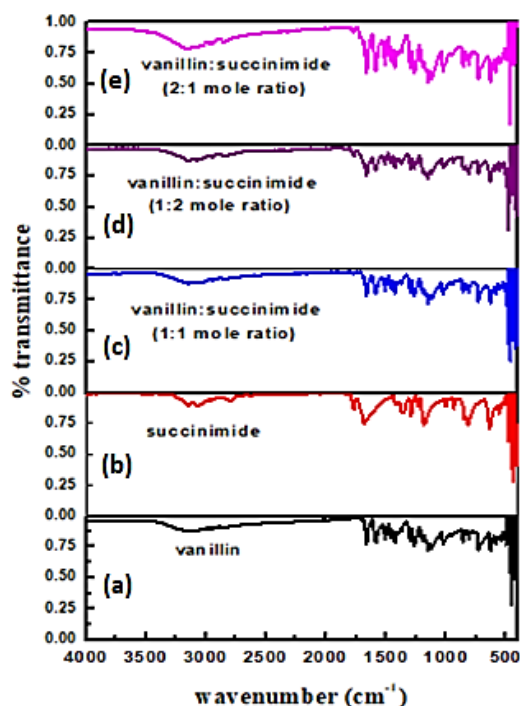 1.00
0.75
0.50
0.25
0.00
(e)
vanillin:succinimide
(2:1 mole ratio)
0.75
0.50
0.25
0.00
(d)
vanillin:succinimide
(1:2 mole ratio)
0.75
0.50
0.25
0.00
(c)
vanillin:succinimide
(1:1 mole ratio)
0.75
0.50
0.25
0.00
(b)
succinimide
0.75
0.50
0.25
0.00
(a)
vanillin
% transmittance
4000 3500 3000 2500 2000 1500 1000 500
wavenumber (cm⁻¹)